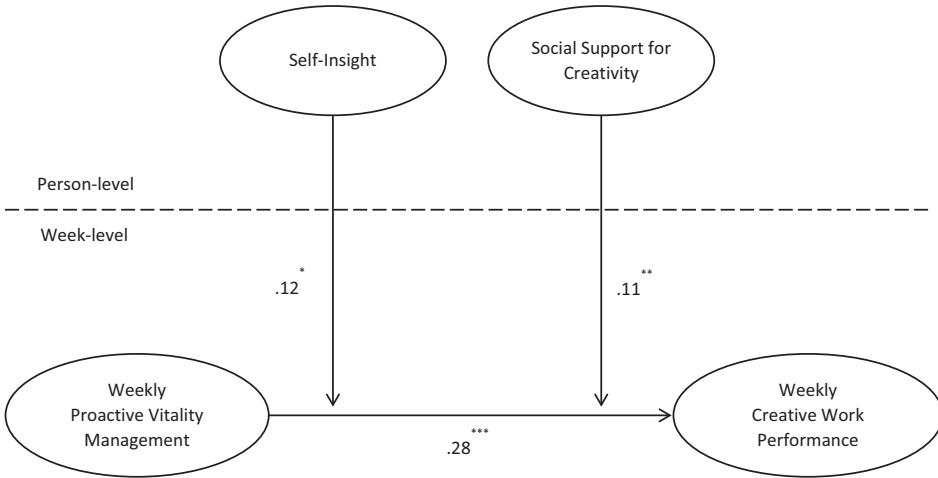 Self-Insight
Social Support for
Creativity
Person-level
Week-level
.12*
.11**
Weekly
Proactive Vitality
Management
.28***
Weekly
Creative Work
Performance